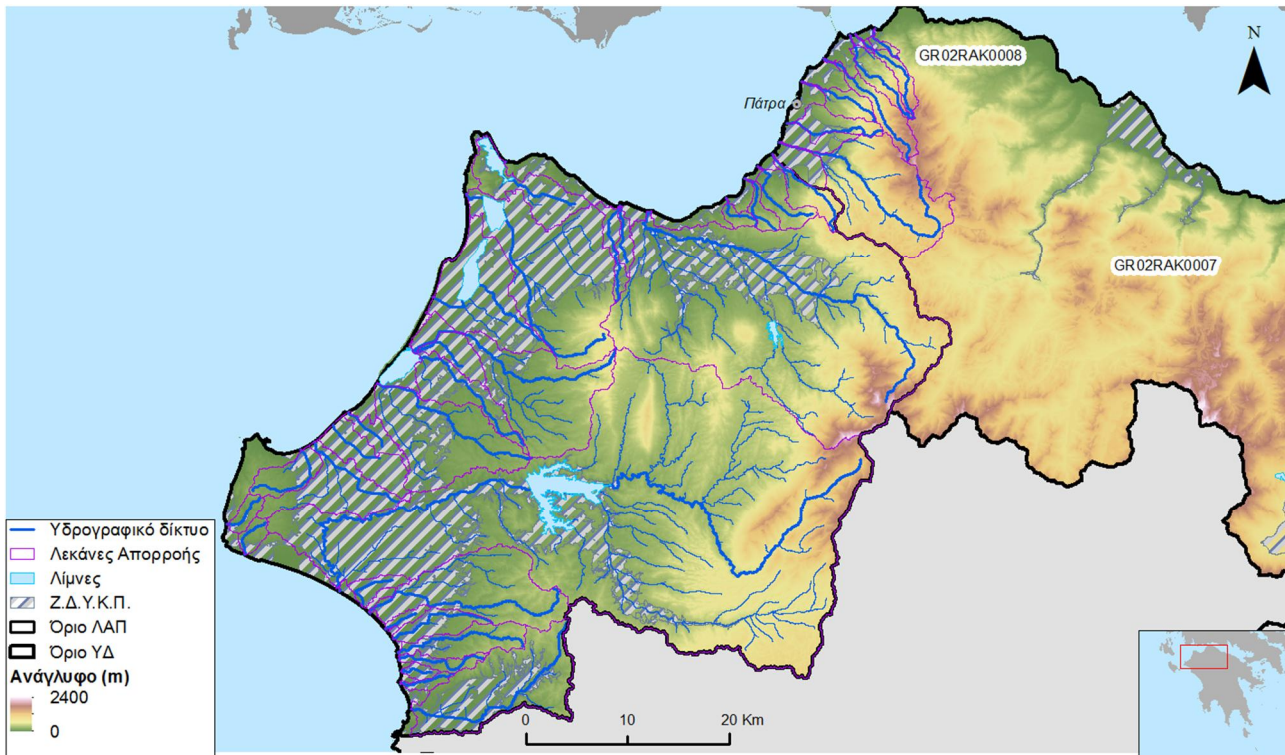 N
GR02RAK0008
Πάτρα
GR02RAK0007
Υδρογραφικό δίκτυο
Λεκάνες Απορροής
Λίμνες
Ζ.Δ.Υ.Κ.Π.
Όριο ΛΑΠ
Όριο ΥΔ
Ανάγλυφο (m)
2400
0
0 10 20 Km